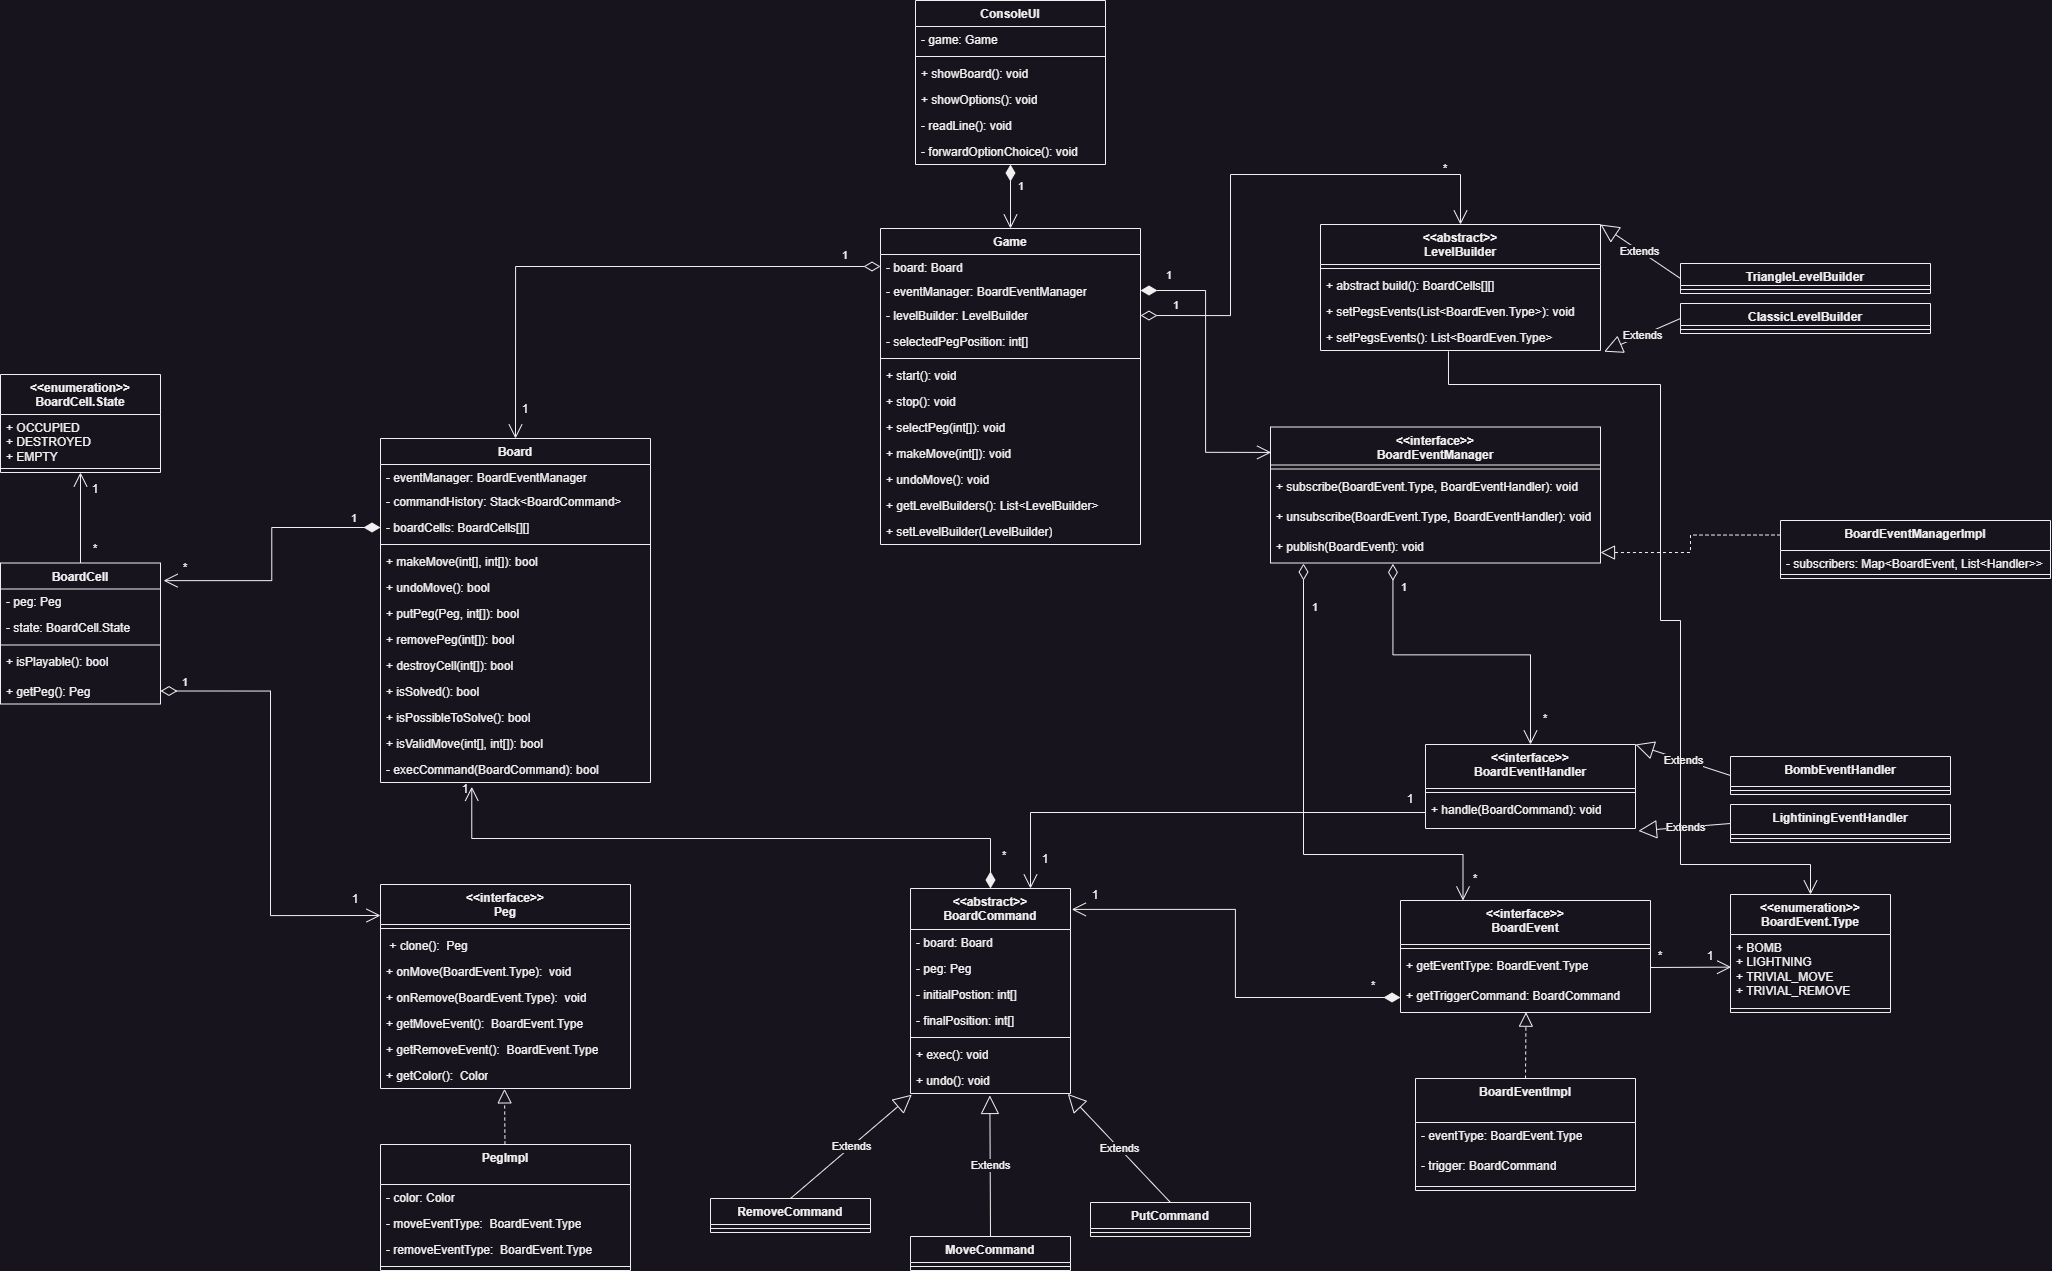 ConsoleUI
- game: Game
+ showBoard(): void
+ showOptions(): void
- readLine(): void
- forwardOptionChoice(): void
1
Game
- board: Board
- eventManager: BoardEventManager
- levelBuilder: LevelBuilder
- selectedPegPosition: int[]
+ start(): void
+ stop(): void
+ selectPeg(int[]): void
+ makeMove(int[]): void
+ undoMove(): void
+ getLevelBuilders(): List<LevelBuilder>
+ setLevelBuilder(LevelBuilder)
1
1
1
1
*
<<abstract>>
LevelBuilder
+ abstract build(): BoardCells[][]
+ setPegsEvents(List<BoardEven.Type>): void
+ setPegsEvents(): List<BoardEven.Type>
Extends
TriangleLevelBuilder
Extends
ClassicLevelBuilder
<<enumeration>>
BoardCell.State
+ OCCUPIED
+ DESTROYED
+ EMPTY
1
*
BoardCell
- peg: Peg
- state: BoardCell.State
+ isPlayable(): bool
+ getPeg(): Peg
*
1
1
1
Board
- eventManager: BoardEventManager
- commandHistory: Stack<BoardCommand>
- boardCells: BoardCells[][]
+ makeMove(int[], int[]): bool
+ undoMove(): bool
+ putPeg(Peg, int[]): bool
+ removePeg(int[]): bool
+ destroyCell(int[]): bool
+ isSolved(): bool
+ isPossibleToSolve(): bool
+ isValidMove(int[], int[]): bool
- execCommand(BoardCommand): bool
1
<<interface>>
BoardEventManager
+ subscribe(BoardEvent.Type, BoardEventHandler): void
+ unsubscribe(BoardEvent.Type, BoardEventHandler): void
+ publish(BoardEvent): void
BoardEventManagerImpl
- subscribers: Map<BoardEvent, List<Handler>>
1
1
*
<<interface>>
BoardEventHandler
+ handle(BoardCommand): void
Extends
BombEventHandler
Extends
LightiningEventHandler
1
1
*
<<interface>>
Peg
+ clone():  Peg
+ onMove(BoardEvent.Type):  void
+ onRemove(BoardEvent.Type):  void
+ getMoveEvent():  BoardEvent.Type
+ getRemoveEvent():  BoardEvent.Type
+ getColor():  Color
PegImpl
- color: Color
- moveEventType:  BoardEvent.Type
- removeEventType:  BoardEvent.Type
<<abstract>>
BoardCommand
- board: Board
- peg: Peg
- initialPostion: int[]
- finalPosition: int[]
+ exec(): void
+ undo(): void
Extends
Extends
Extends
RemoveCommand
MoveCommand
PutCommand
1
*
*
<<interface>>
BoardEvent
+ getEventType: BoardEvent.Type
+ getTriggerCommand: BoardCommand
*
1
<<enumeration>>
BoardEvent.Type
+ BOMB
+ LIGHTNING
+ TRIVIAL_MOVE
+ TRIVIAL_REMOVE
BoardEventImpl
- eventType: BoardEvent.Type
- trigger: BoardCommand